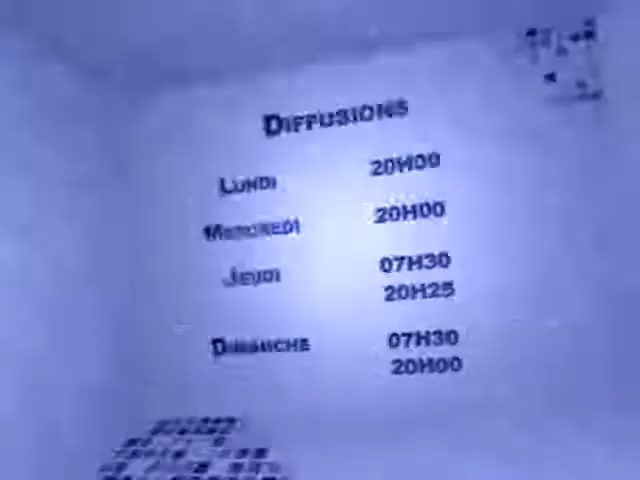 DIFFUSIONS
LUNDI 20H00
MERCREDI 20H00
JEUDI 07H30
20H25
DIMANCHE 07H30
20H00